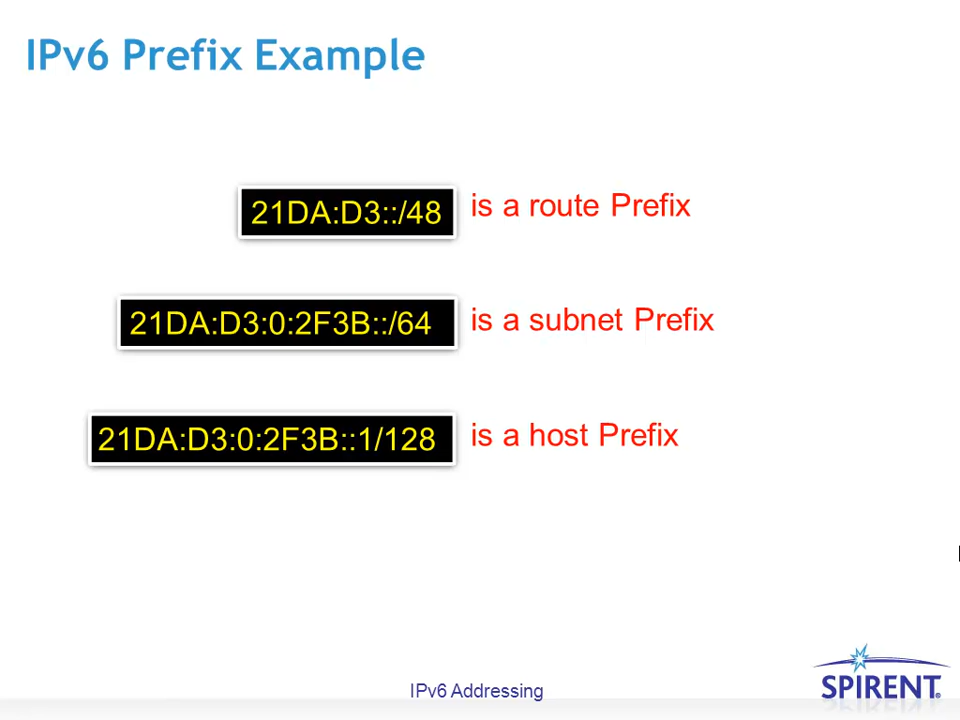 IPv6 Prefix Example
21DA:D3::/48 is a route Prefix
21DA:D3:0:2F3B::/64 is a subnet Prefix
21DA:D3:0:2F3B::1/128 is a host Prefix
IPv6 Addressing
SPIRENT®